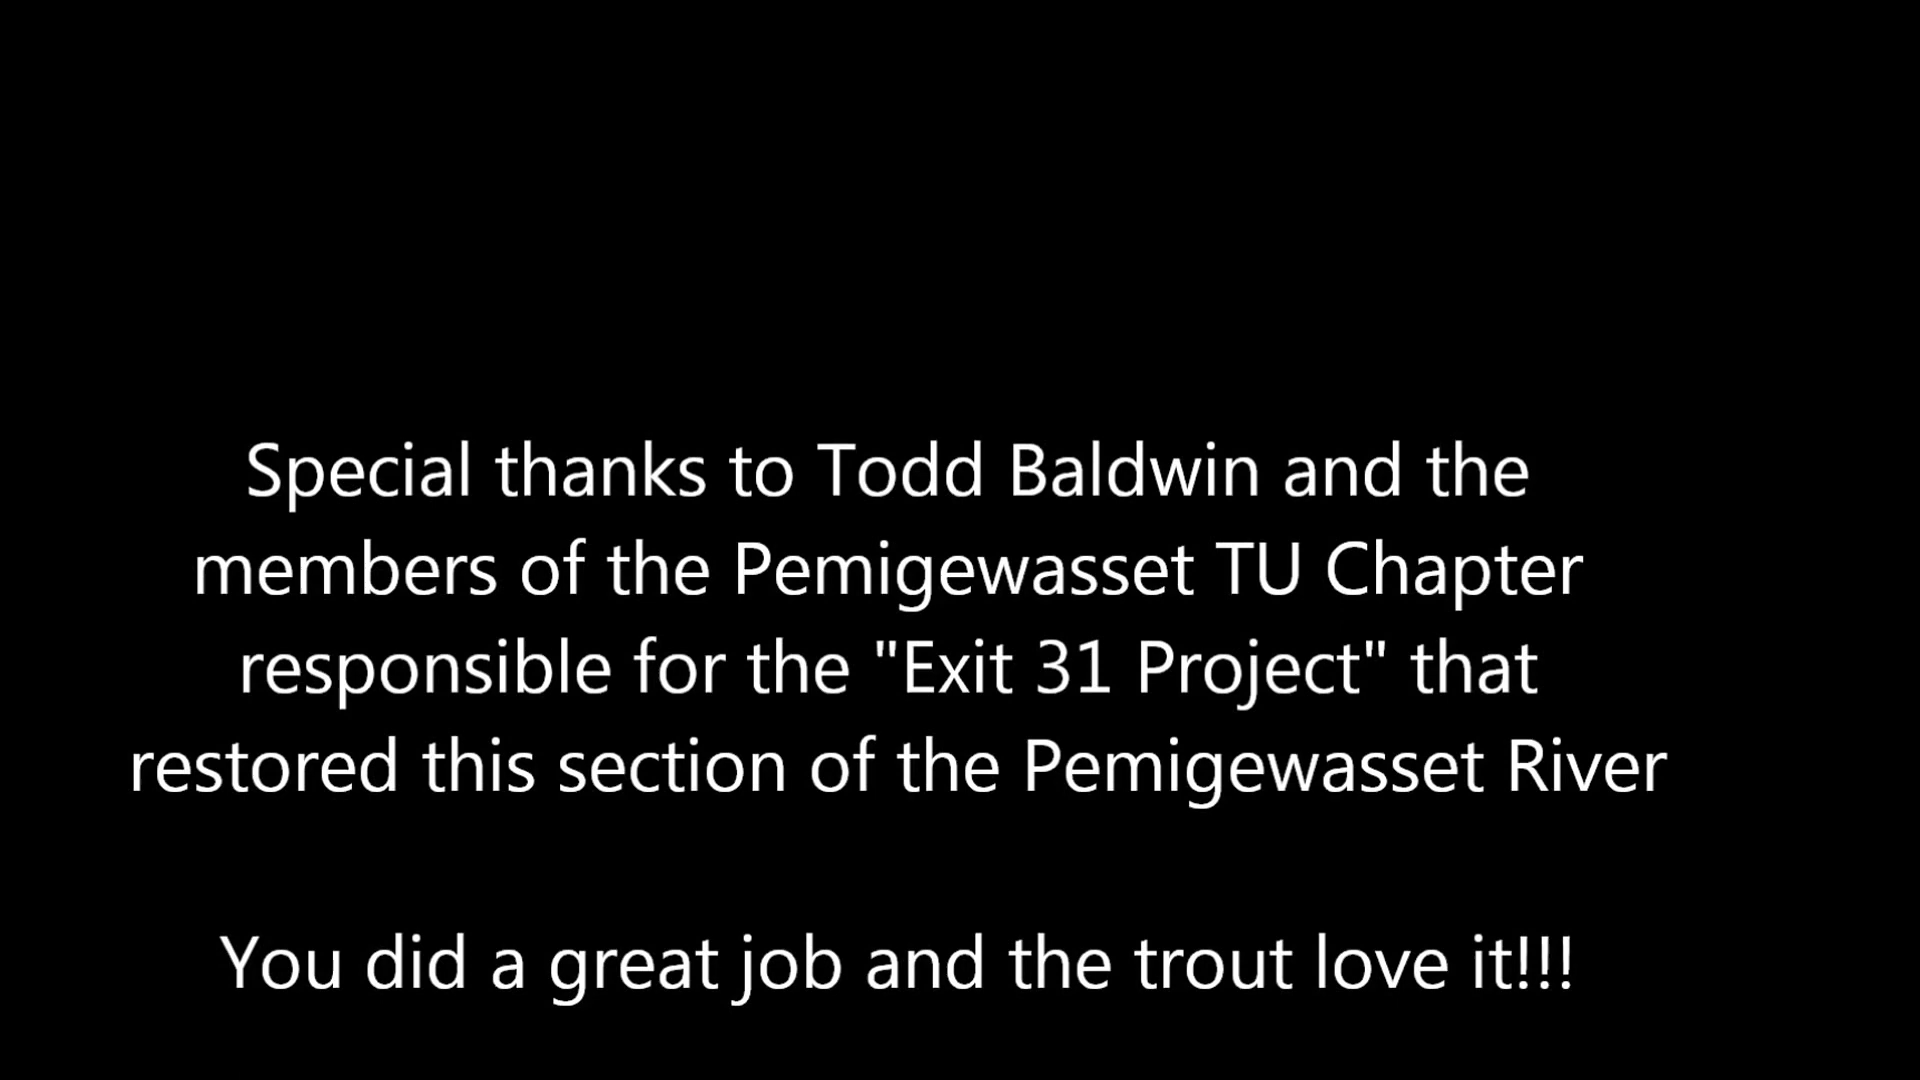 Special thanks to Todd Baldwin and the
members of the Pemigewasset TU Chapter
responsible for the "Exit 31 Project" that
restored this section of the Pemigewasset River
You did a great job and the trout love it!!!